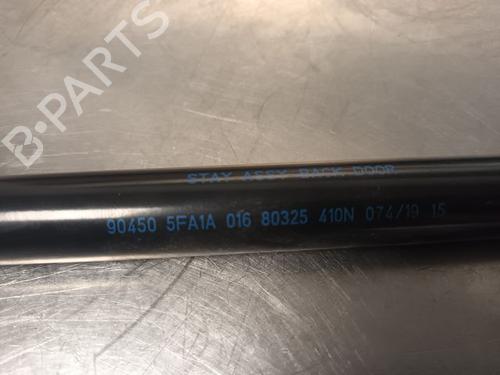 B-PARTS
STAY ASSY BACK DOOR
90450 5FA1A 016 80325 410N 074/19 15